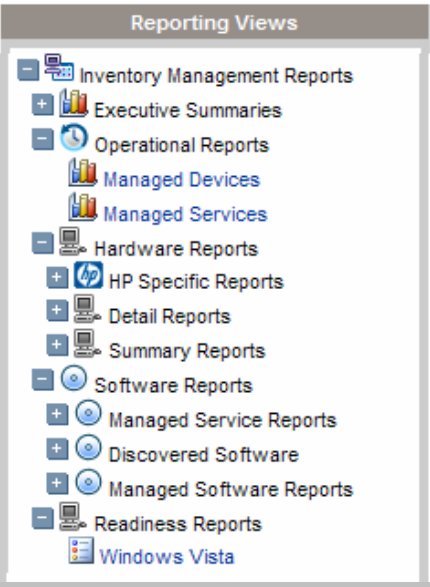 Reporting Views
Inventory Management Reports
Executive Summaries
Operational Reports
Managed Devices
Managed Services
Hardware Reports
hp HP Specific Reports
Detail Reports
Summary Reports
Software Reports
Managed Service Reports
Discovered Software
Managed Software Reports
Readiness Reports
Windows Vista